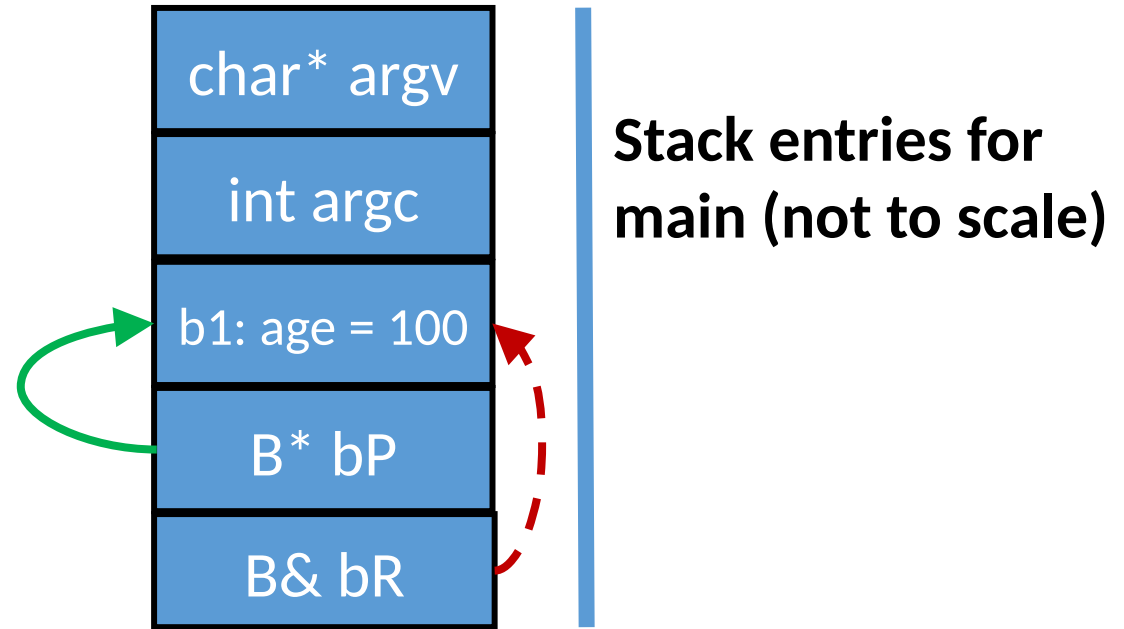 char* argv
int argc
b1: age = 100
B* bP
B& bR
Stack entries for
main (not to scale)